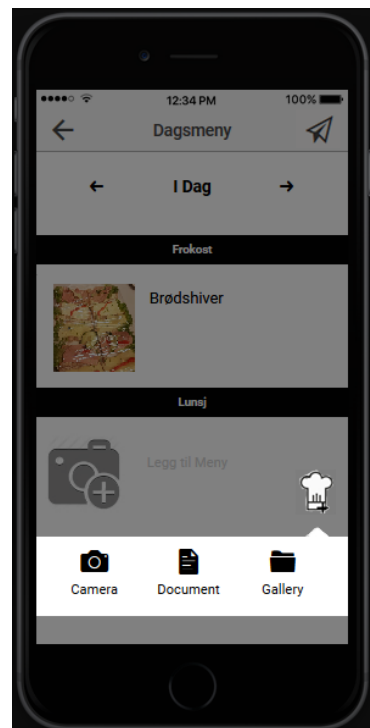 12:34 PM 100%
Dagsmeny
I Dag
Frokost
Brødshiver
Lunsj
Legg til Meny
Camera Document Gallery